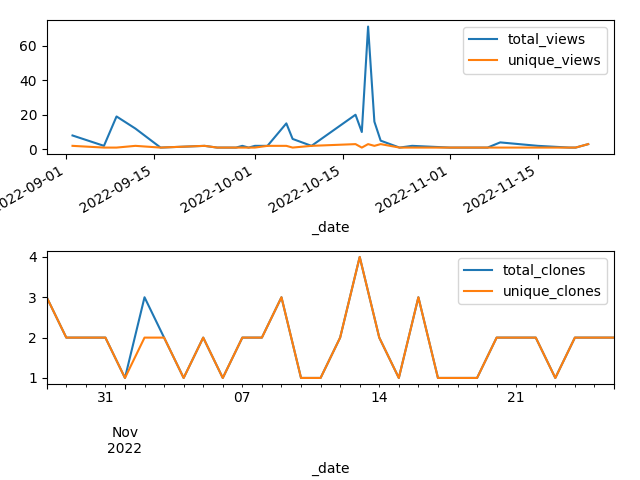 60
40
20
0
total_views
unique_views
2022-09-01
2022-09-15
2022-10-01
2022-10-15
2022-11-01
2022-11-15
_date
4
3
2
1
total_clones
unique_clones
31
07
14
21
Nov
2022
_date